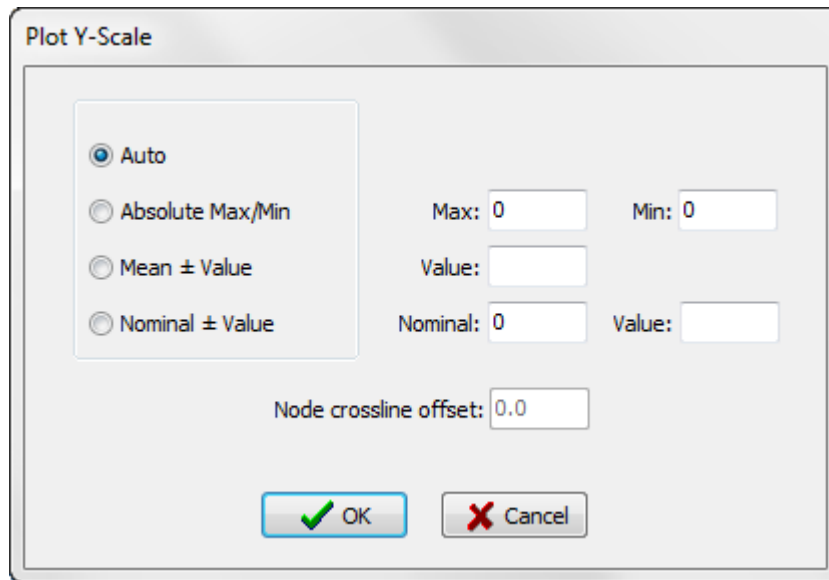 Plot Y-Scale
Auto
Absolute Max/Min Max: 0 Min: 0
Mean ± Value Value:
Nominal ± Value Nominal: 0 Value:
Node crossline offset: 0.0
OK Cancel